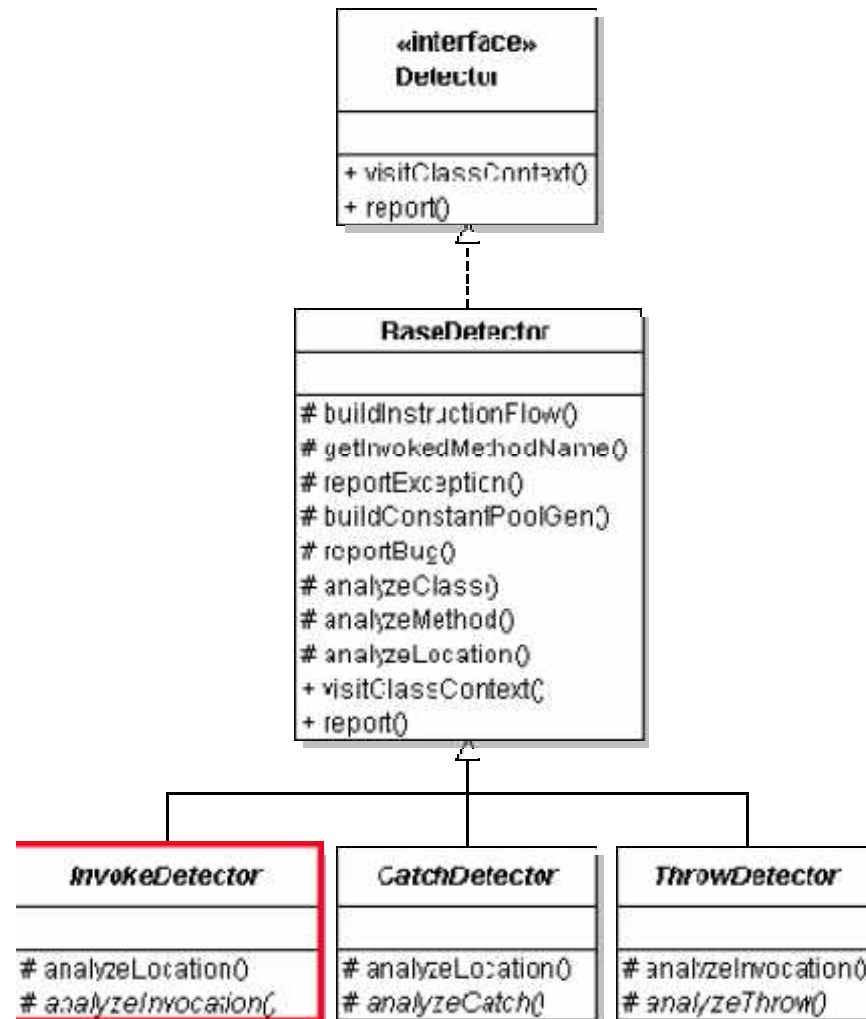 «interface»
Detector
+ visitClassContext()
+ report()
BaseDetector
# buildInstructionFlow()
# getInvokedMethodName()
# reportException()
# buildConstantPoolGen()
# reportBug()
# analyzeClass()
# analyzeMethod()
# analyzeLocation()
+ visitClassContext()
+ report()
InvokeDetector
# analyzeLocation()
# analyzeInvocation()
CatchDetector
# analyzeLocation()
# analyzeCatch()
ThrowDetector
# analyzeInvocation()
# analyzeThrow()